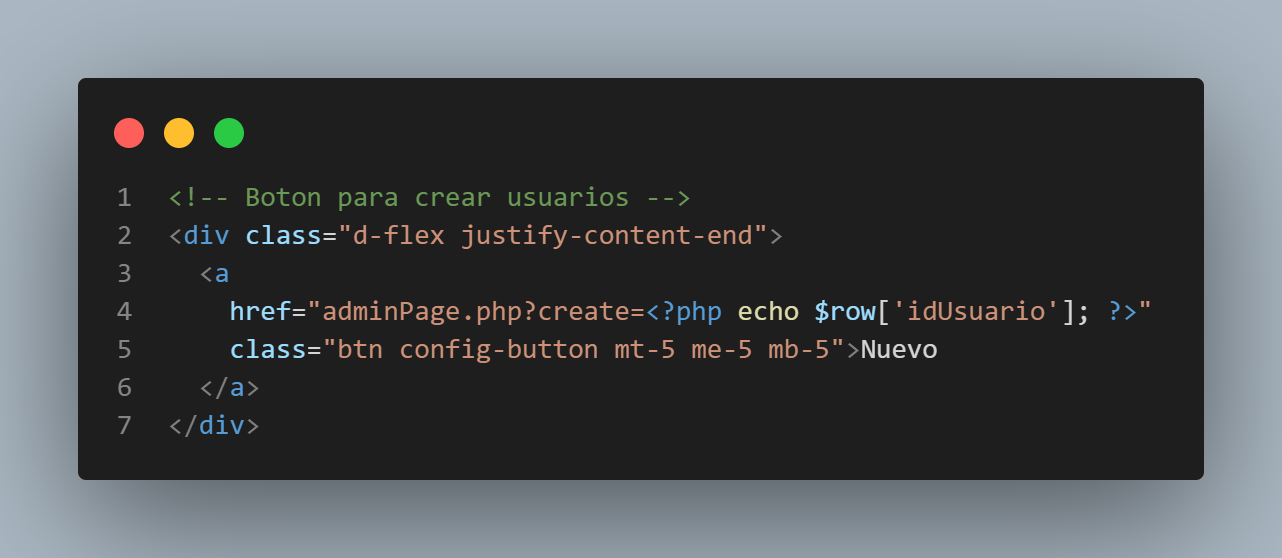 1 <!-- Boton para crear usuarios -->
2 <div class="d-flex justify-content-end">
3   <a
4     href="adminPage.php?create=<?php echo $row['idUsuario']; ?>"
5     class="btn config-button mt-5 me-5 mb-5">Nuevo
6   </a>
7 </div>